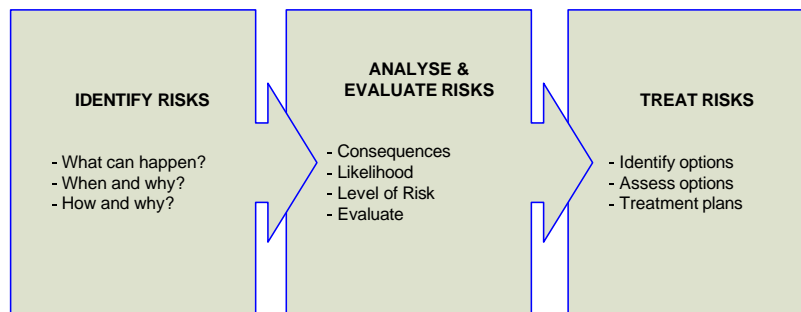 IDENTIFY RISKS
- What can happen?
- When and why?
- How and why?
ANALYSE &
EVALUATE RISKS
- Consequences
- Likelihood
- Level of Risk
- Evaluate
TREAT RISKS
- Identify options
- Assess options
- Treatment plans